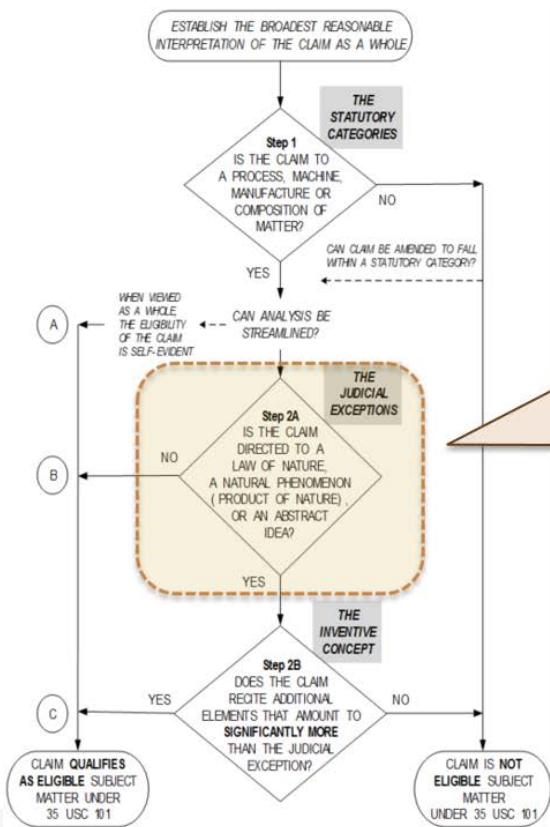 ESTABLISH THE BROADEST REASONABLE
INTERPRETATION OF THE CLAIM AS A WHOLE
THE
STATUTORY
CATEGORIES
Step 1
IS THE CLAIM TO
A PROCESS, MACHINE,
MANUFACTURE OR
COMPOSITION OF
MATTER?
NO
YES
CAN CLAIM BE AMENDED TO FALL
WITHIN A STATUTORY CATEGORY?
WHEN VIEWED
AS A WHOLE,
THE ELIGIBILITY
OF THE CLAIM
IS SELF-EVIDENT
CAN ANALYSIS BE
STREAMLINED?
A
THE
JUDICIAL
EXCEPTIONS
Step 2A
IS THE CLAIM
DIRECTED TO A
LAW OF NATURE,
A NATURAL PHENOMENON
(PRODUCT OF NATURE),
OR AN ABSTRACT
IDEA?
NO
B
YES
THE
INVENTIVE
CONCEPT
Step 2B
DOES THE CLAIM
RECITE ADDITIONAL
ELEMENTS THAT AMOUNT TO
SIGNIFICANTLY MORE
THAN THE JUDICIAL
EXCEPTION?
YES
NO
C
CLAIM QUALIFIES
AS ELIGIBLE SUBJECT
MATTER UNDER
35 USC 101
CLAIM IS NOT
ELIGIBLE SUBJECT
MATTER
UNDER 35 USC 101